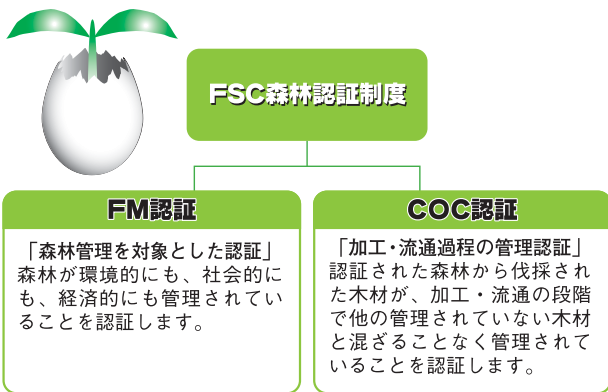 FSC森林認証制度
FM認証
「森林管理を対象とした認証」
森林が環境的にも、社会的に
も、経済的にも管理されてい
ることを認証します。
COC認証
「加工・流通過程の管理認証」
認証された森林から伐採され
た木材が、加工・流通の段階
で他の管理されていない木材
と混ざることなく管理されて
いることを認証します。